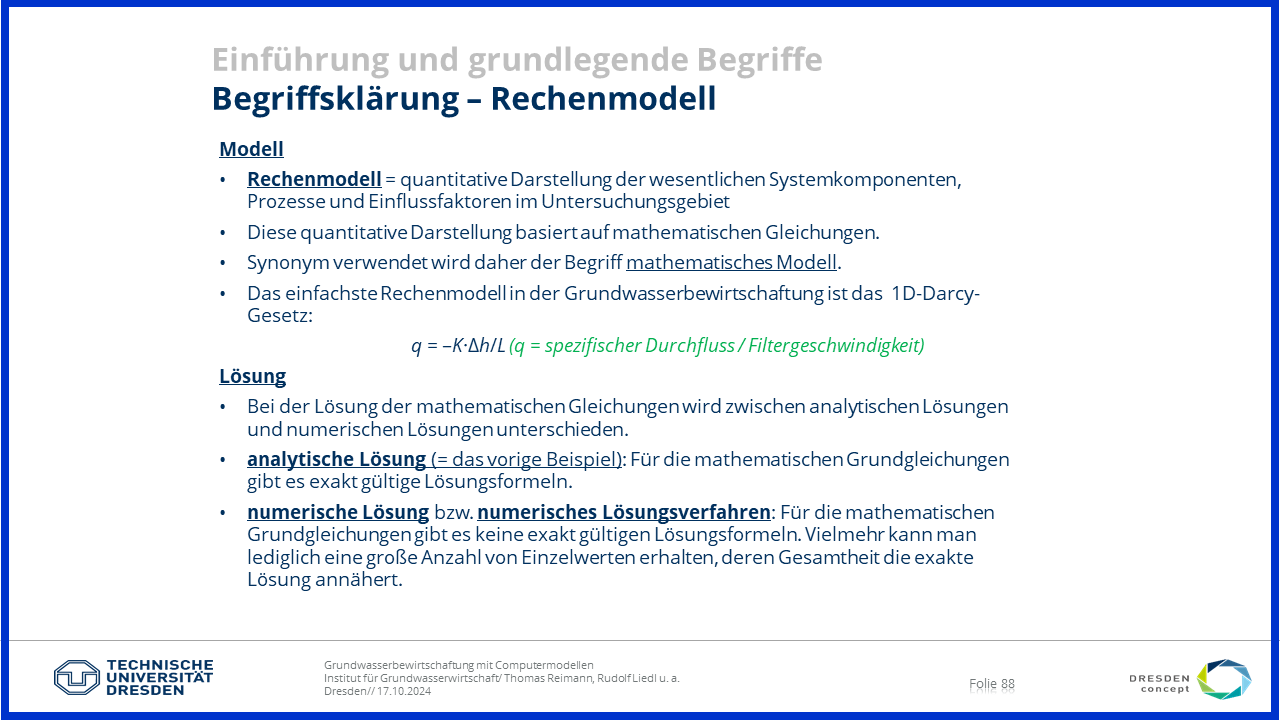 Einführung und grundlegende Begriffe
Begriffsklärung – Rechenmodell
Modell
• Rechenmodell = quantitative Darstellung der wesentlichen Systemkomponenten,
Prozesse und Einflussfaktoren im Untersuchungsgebiet
• Diese quantitative Darstellung basiert auf mathematischen Gleichungen.
• Synonym verwendet wird daher der Begriff mathematisches Modell.
• Das einfachste Rechenmodell in der Grundwasserbewirtschaftung ist das 1D-Darcy-
Gesetz:
q = –K·Δh/L (q = spezifischer Durchfluss / Filtergeschwindigkeit)
Lösung
• Bei der Lösung der mathematischen Gleichungen wird zwischen analytischen Lösungen
und numerischen Lösungen unterschieden.
• analytische Lösung (= das vorige Beispiel): Für die mathematischen Grundgleichungen
gibt es exakt gültige Lösungsformeln.
• numerische Lösung bzw. numerisches Lösungsverfahren: Für die mathematischen
Grundgleichungen gibt es keine exakt gültigen Lösungsformeln. Vielmehr kann man
lediglich eine große Anzahl von Einzelwerten erhalten, deren Gesamtheit die exakte
Lösung annähert.
TECHNISCHE
UNIVERSITÄT
DRESDEN
Grundwasserbewirtschaftung mit Computermodellen
Institut für Grundwasserwirtschaft/ Thomas Reimann, Rudolf Liedl u. a.
Dresden// 17.10.2024
Folie 88
DRESDEN
concept